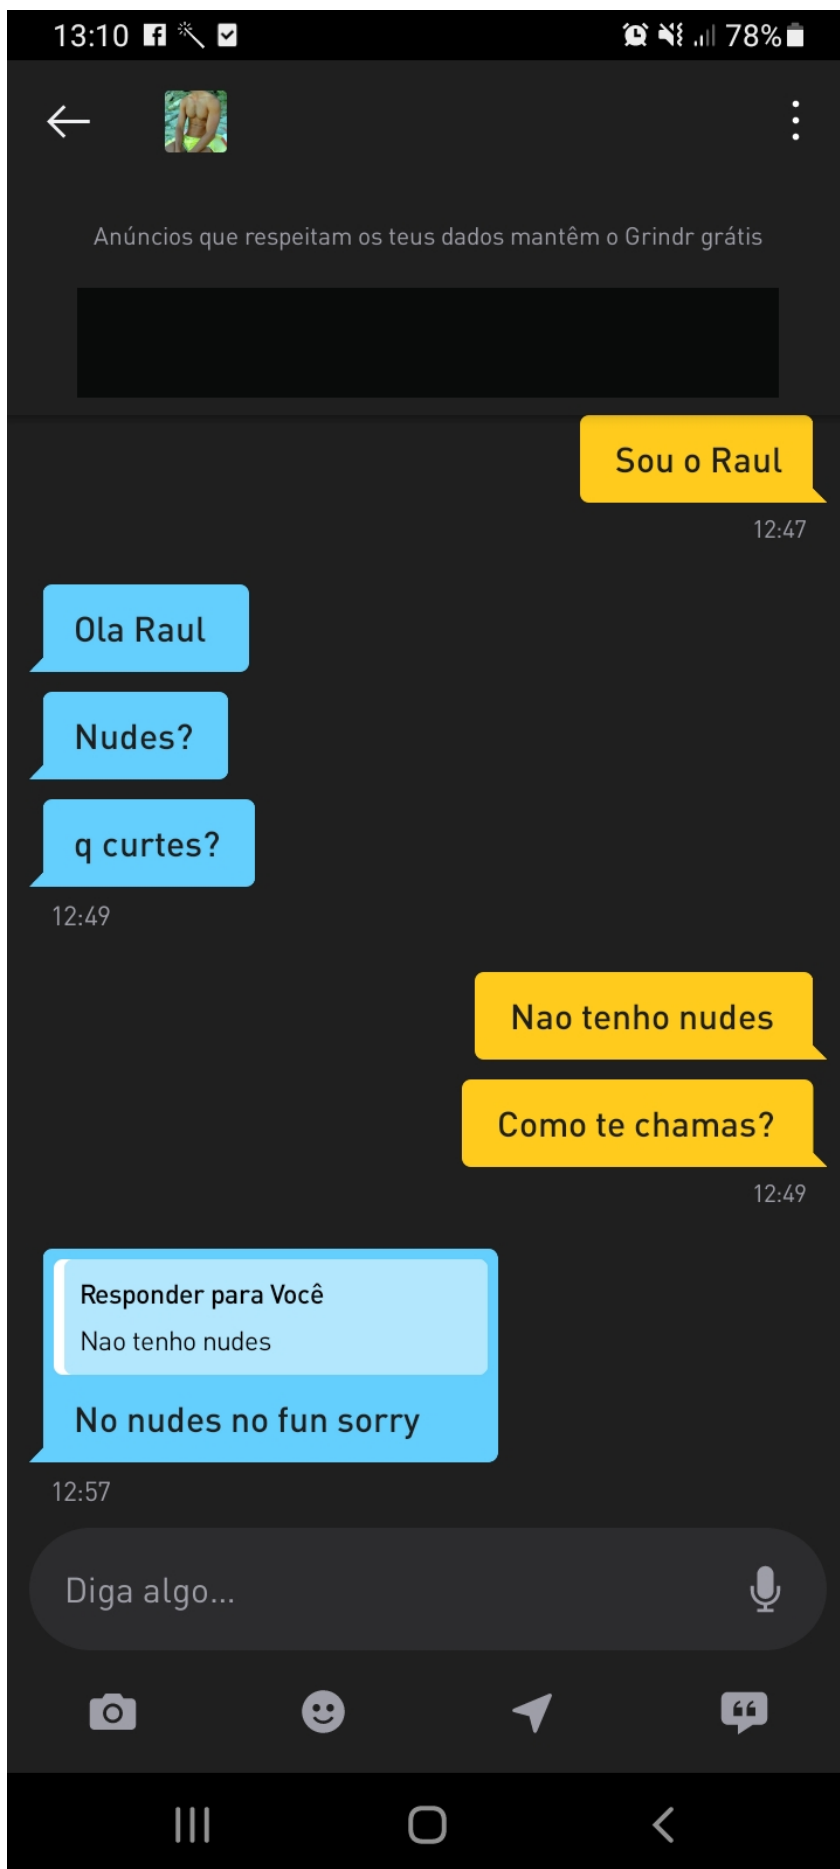 13:10
78%
Anúncios que respeitam os teus dados mantêm o Grindr grátis
Sou o Raul
12:47
Ola Raul
Nudes?
q curtes?
12:49
Nao tenho nudes
Como te chamas?
12:49
Responder para Você
Nao tenho nudes
No nudes no fun sorry
12:57
Diga algo...